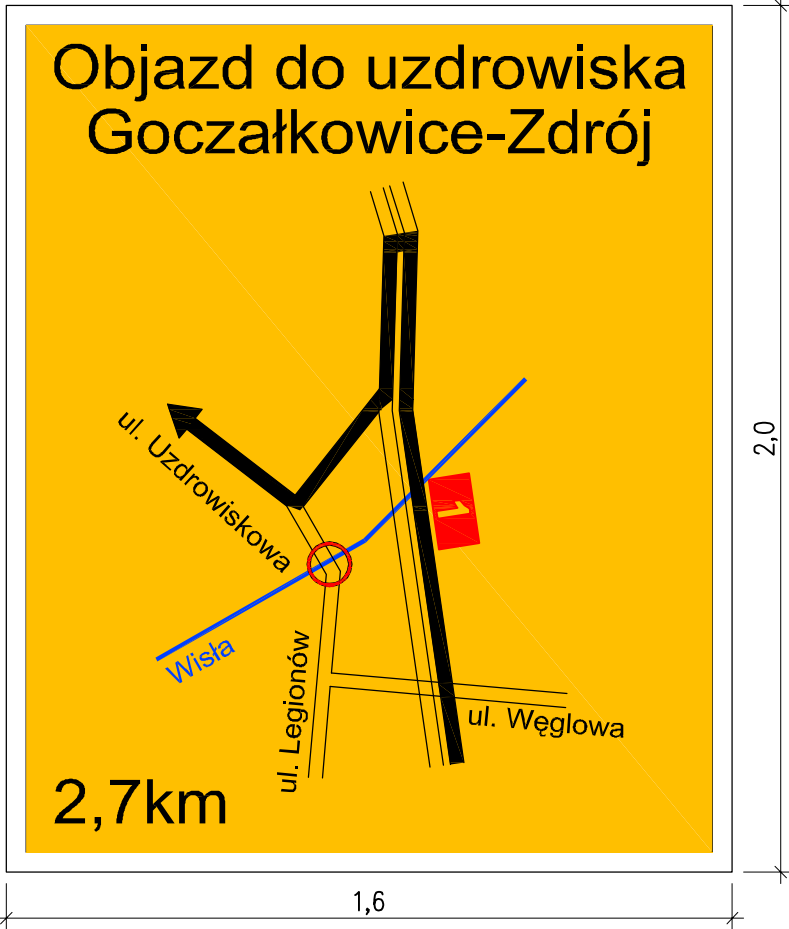 Objazd do uzdrowiska
Goczałkowice-Zdrój
ul. Uzdrowiskowa
1
Wisła
ul. Legionów
ul. Węglowa
2,7km
2,0
1,6